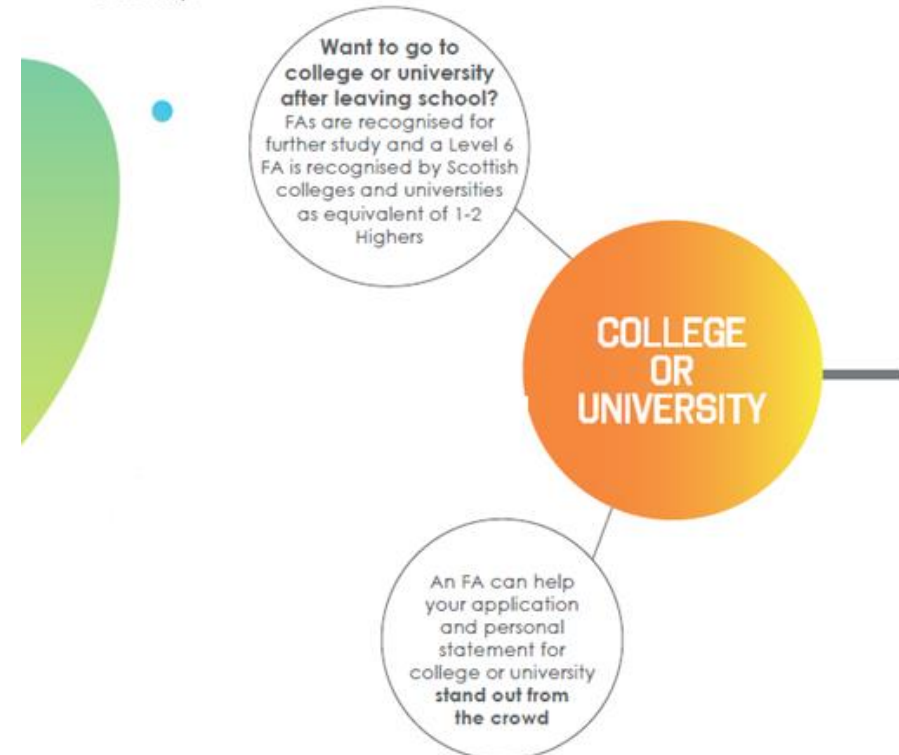 Want to go to
college or university
after leaving school?
FAs are recognised for
further study and a Level 6
FA is recognised by Scottish
colleges and universities
as equivalent of 1-2
Highers
COLLEGE
OR
UNIVERSITY
An FA can help
your application
and personal
statement for
college or university
stand out from
the crowd